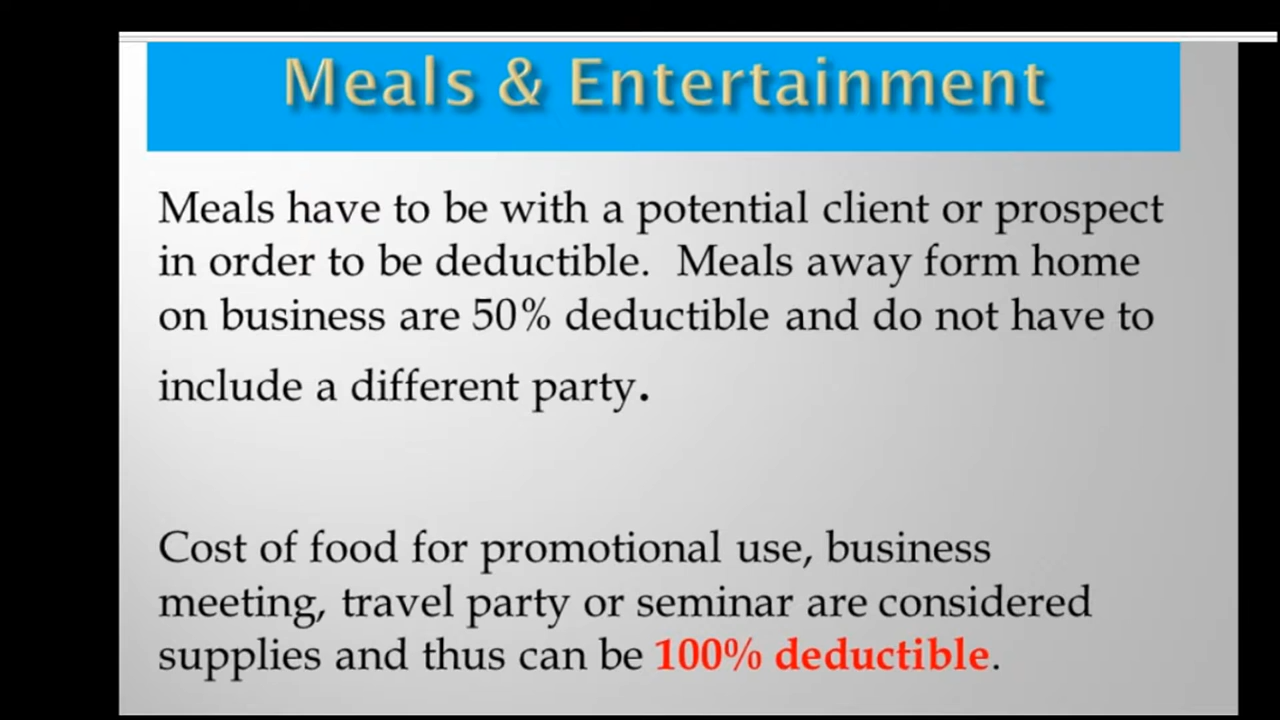 Meals & Entertainment
Meals have to be with a potential client or prospect
in order to be deductible. Meals away form home
on business are 50% deductible and do not have to
include a different party.
Cost of food for promotional use, business
meeting, travel party or seminar are considered
supplies and thus can be 100% deductible.